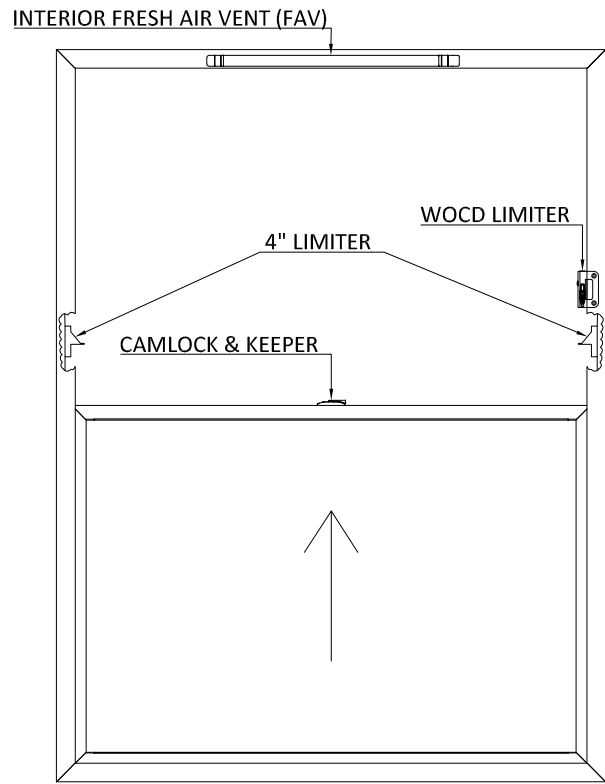 INTERIOR FRESH AIR VENT (FAV)
WOCD LIMITER
4" LIMITER
CAMLOCK & KEEPER